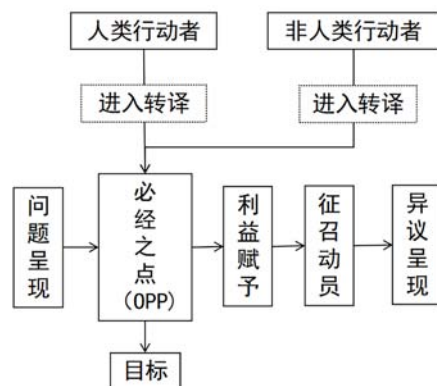 人类行动者
非人类行动者
进入转译
进入转译
问题呈现
必经之点
(OPP)
利益赋予
征召动员
异议呈现
目标